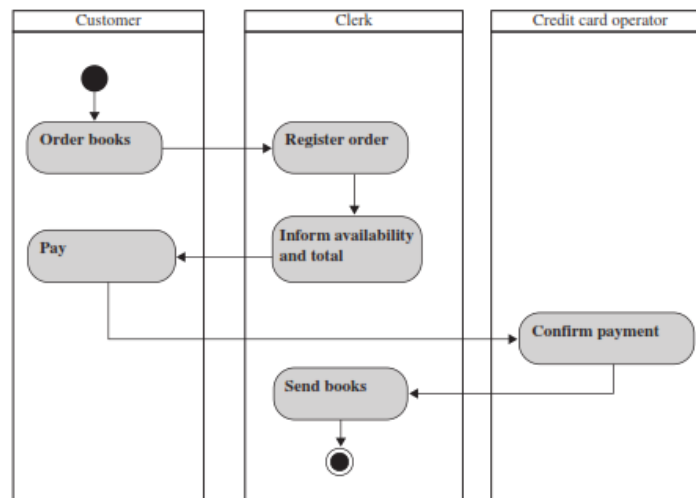 Customer
Clerk
Credit card operator
Order books
Register order
Pay
Inform availability
and total
Confirm payment
Send books